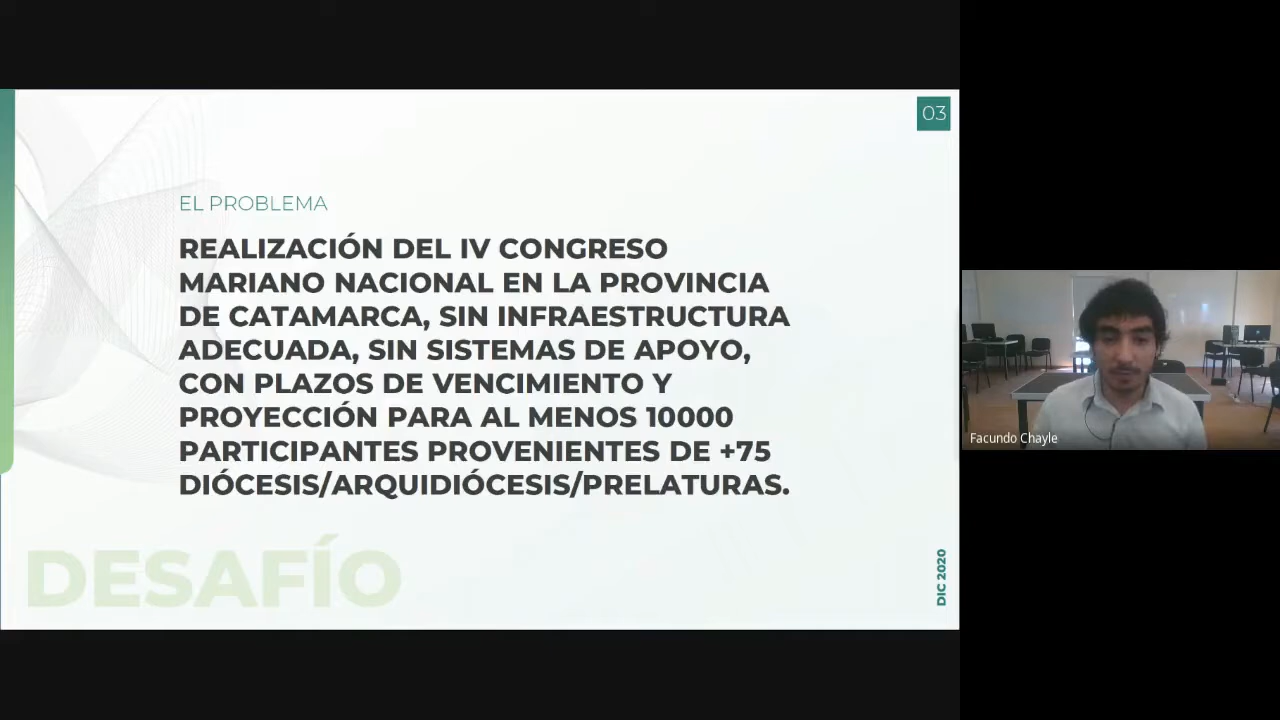 03
EL PROBLEMA
REALIZACIÓN DEL IV CONGRESO
MARIANO NACIONAL EN LA PROVINCIA
DE CATAMARCA, SIN INFRAESTRUCTURA
ADECUADA, SIN SISTEMAS DE APOYO,
CON PLAZOS DE VENCIMIENTO Y
PROYECCIÓN PARA AL MENOS 10000
PARTICIPANTES PROVENIENTES DE +75
DIÓCESIS/ARQUIDIÓCESIS/PRELATURAS.
DESAFÍO
DIC 2020
Facundo Chayle